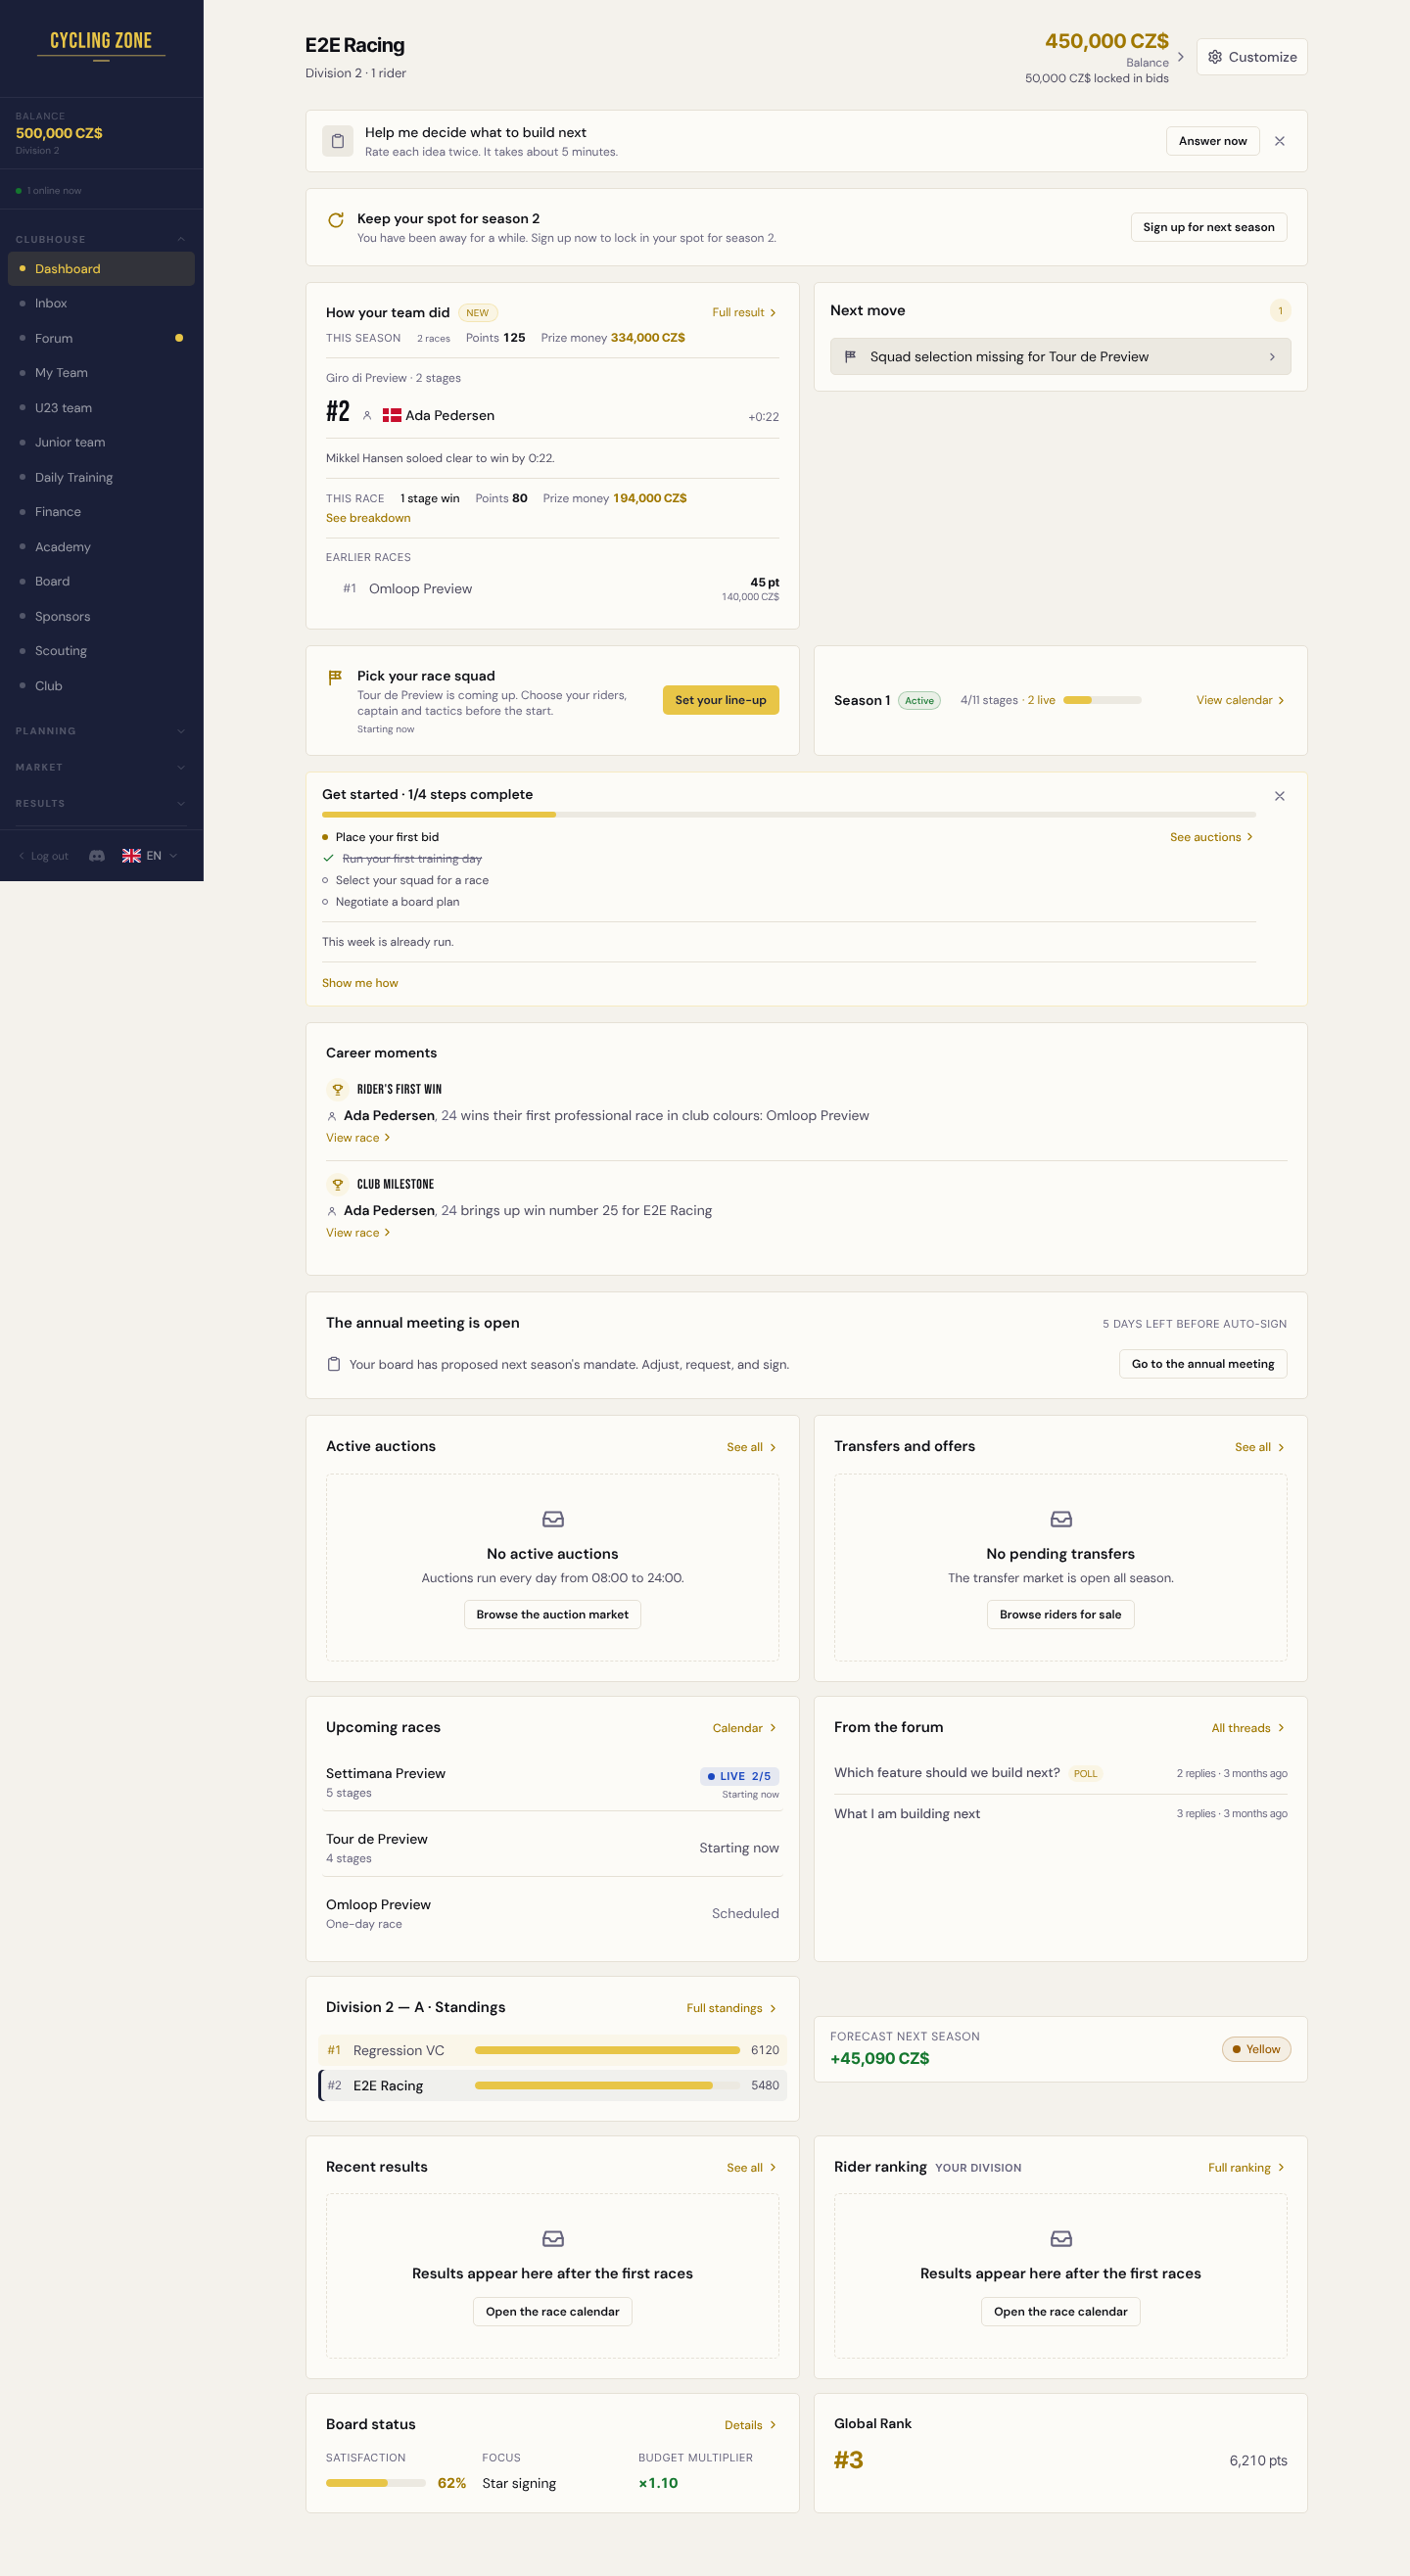 CYCLING ZONE
BALANCE
500,000 CZ$
Division 2
1 online now
CLUBHOUSE
Dashboard
Inbox
Forum
My Team
U23 team
Junior team
Daily Training
Finance
Academy
Board
Sponsors
Scouting
Club
PLANNING
MARKET
RESULTS
Log out
EN
E2E Racing
Division 2 · 1 rider
450,000 CZ$
Balance
50,000 CZ$ locked in bids
Customize
Help me decide what to build next
Rate each idea twice. It takes about 5 minutes.
Answer now
Keep your spot for season 2
You have been away for a while. Sign up now to lock in your spot for season 2.
Sign up for next season
How your team did NEW
Full result
THIS SEASON 2 races Points 125 Prize money 334,000 CZ$
Giro di Preview · 2 stages
#2 Ada Pedersen +0:22
Mikkel Hansen soloed clear to win by 0:22.
THIS RACE 1 stage win Points 80 Prize money 194,000 CZ$
See breakdown
EARLIER RACES
#1 Omloop Preview 45 pt
140,000 CZ$
Next move 1
Squad selection missing for Tour de Preview
Pick your race squad
Tour de Preview is coming up. Choose your riders,
captain and tactics before the start.
Starting now
Set your line-up
Season 1 Active 4/11 stages · 2 live View calendar
Get started · 1/4 steps complete
Place your first bid See auctions
Run your first training day
Select your squad for a race
Negotiate a board plan
This week is already run.
Show me how
Career moments
RIDER'S FIRST WIN
Ada Pedersen, 24 wins their first professional race in club colours: Omloop Preview
View race
CLUB MILESTONE
Ada Pedersen, 24 brings up win number 25 for E2E Racing
View race
The annual meeting is open 5 DAYS LEFT BEFORE AUTO-SIGN
Your board has proposed next season's mandate. Adjust, request, and sign. Go to the annual meeting
Active auctions See all
No active auctions
Auctions run every day from 08:00 to 24:00.
Browse the auction market
Transfers and offers See all
No pending transfers
The transfer market is open all season.
Browse riders for sale
Upcoming races Calendar
Settimana Preview LIVE 2/5
5 stages Starting now
Tour de Preview
4 stages
Starting now
Omloop Preview
One-day race
Scheduled
From the forum All threads
Which feature should we build next? POLL 2 replies · 3 months ago
What I am building next 3 replies · 3 months ago
Division 2 — A · Standings Full standings
#1 Regression VC 6120
#2 E2E Racing 5480
FORECAST NEXT SEASON
+45,090 CZ$
Yellow
Recent results See all
Results appear here after the first races
Open the race calendar
Rider ranking YOUR DIVISION Full ranking
Results appear here after the first races
Open the race calendar
Board status Details
SATISFACTION FOCUS BUDGET MULTIPLIER
62% Star signing ×1.10
Global Rank
#3 6,210 pts